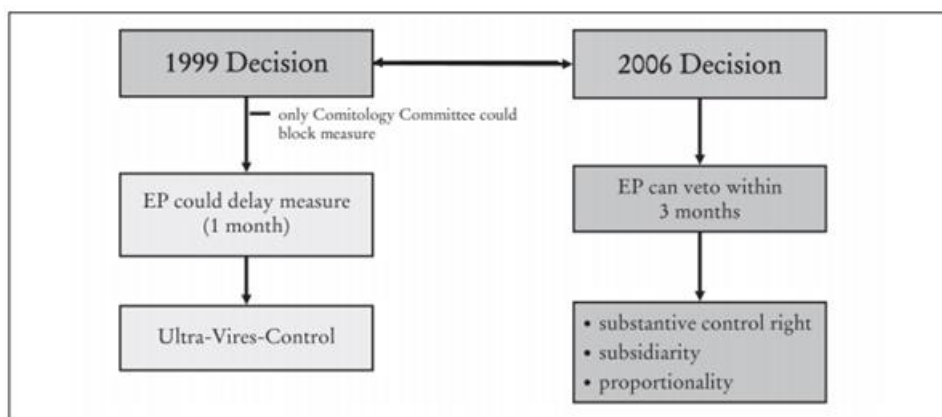 1999 Decision
2006 Decision
only Comitology Committee could
block measure
EP could delay measure
(1 month)
EP can veto within
3 months
Ultra-Vires-Control
• substantive control right
• subsidiarity
• proportionality